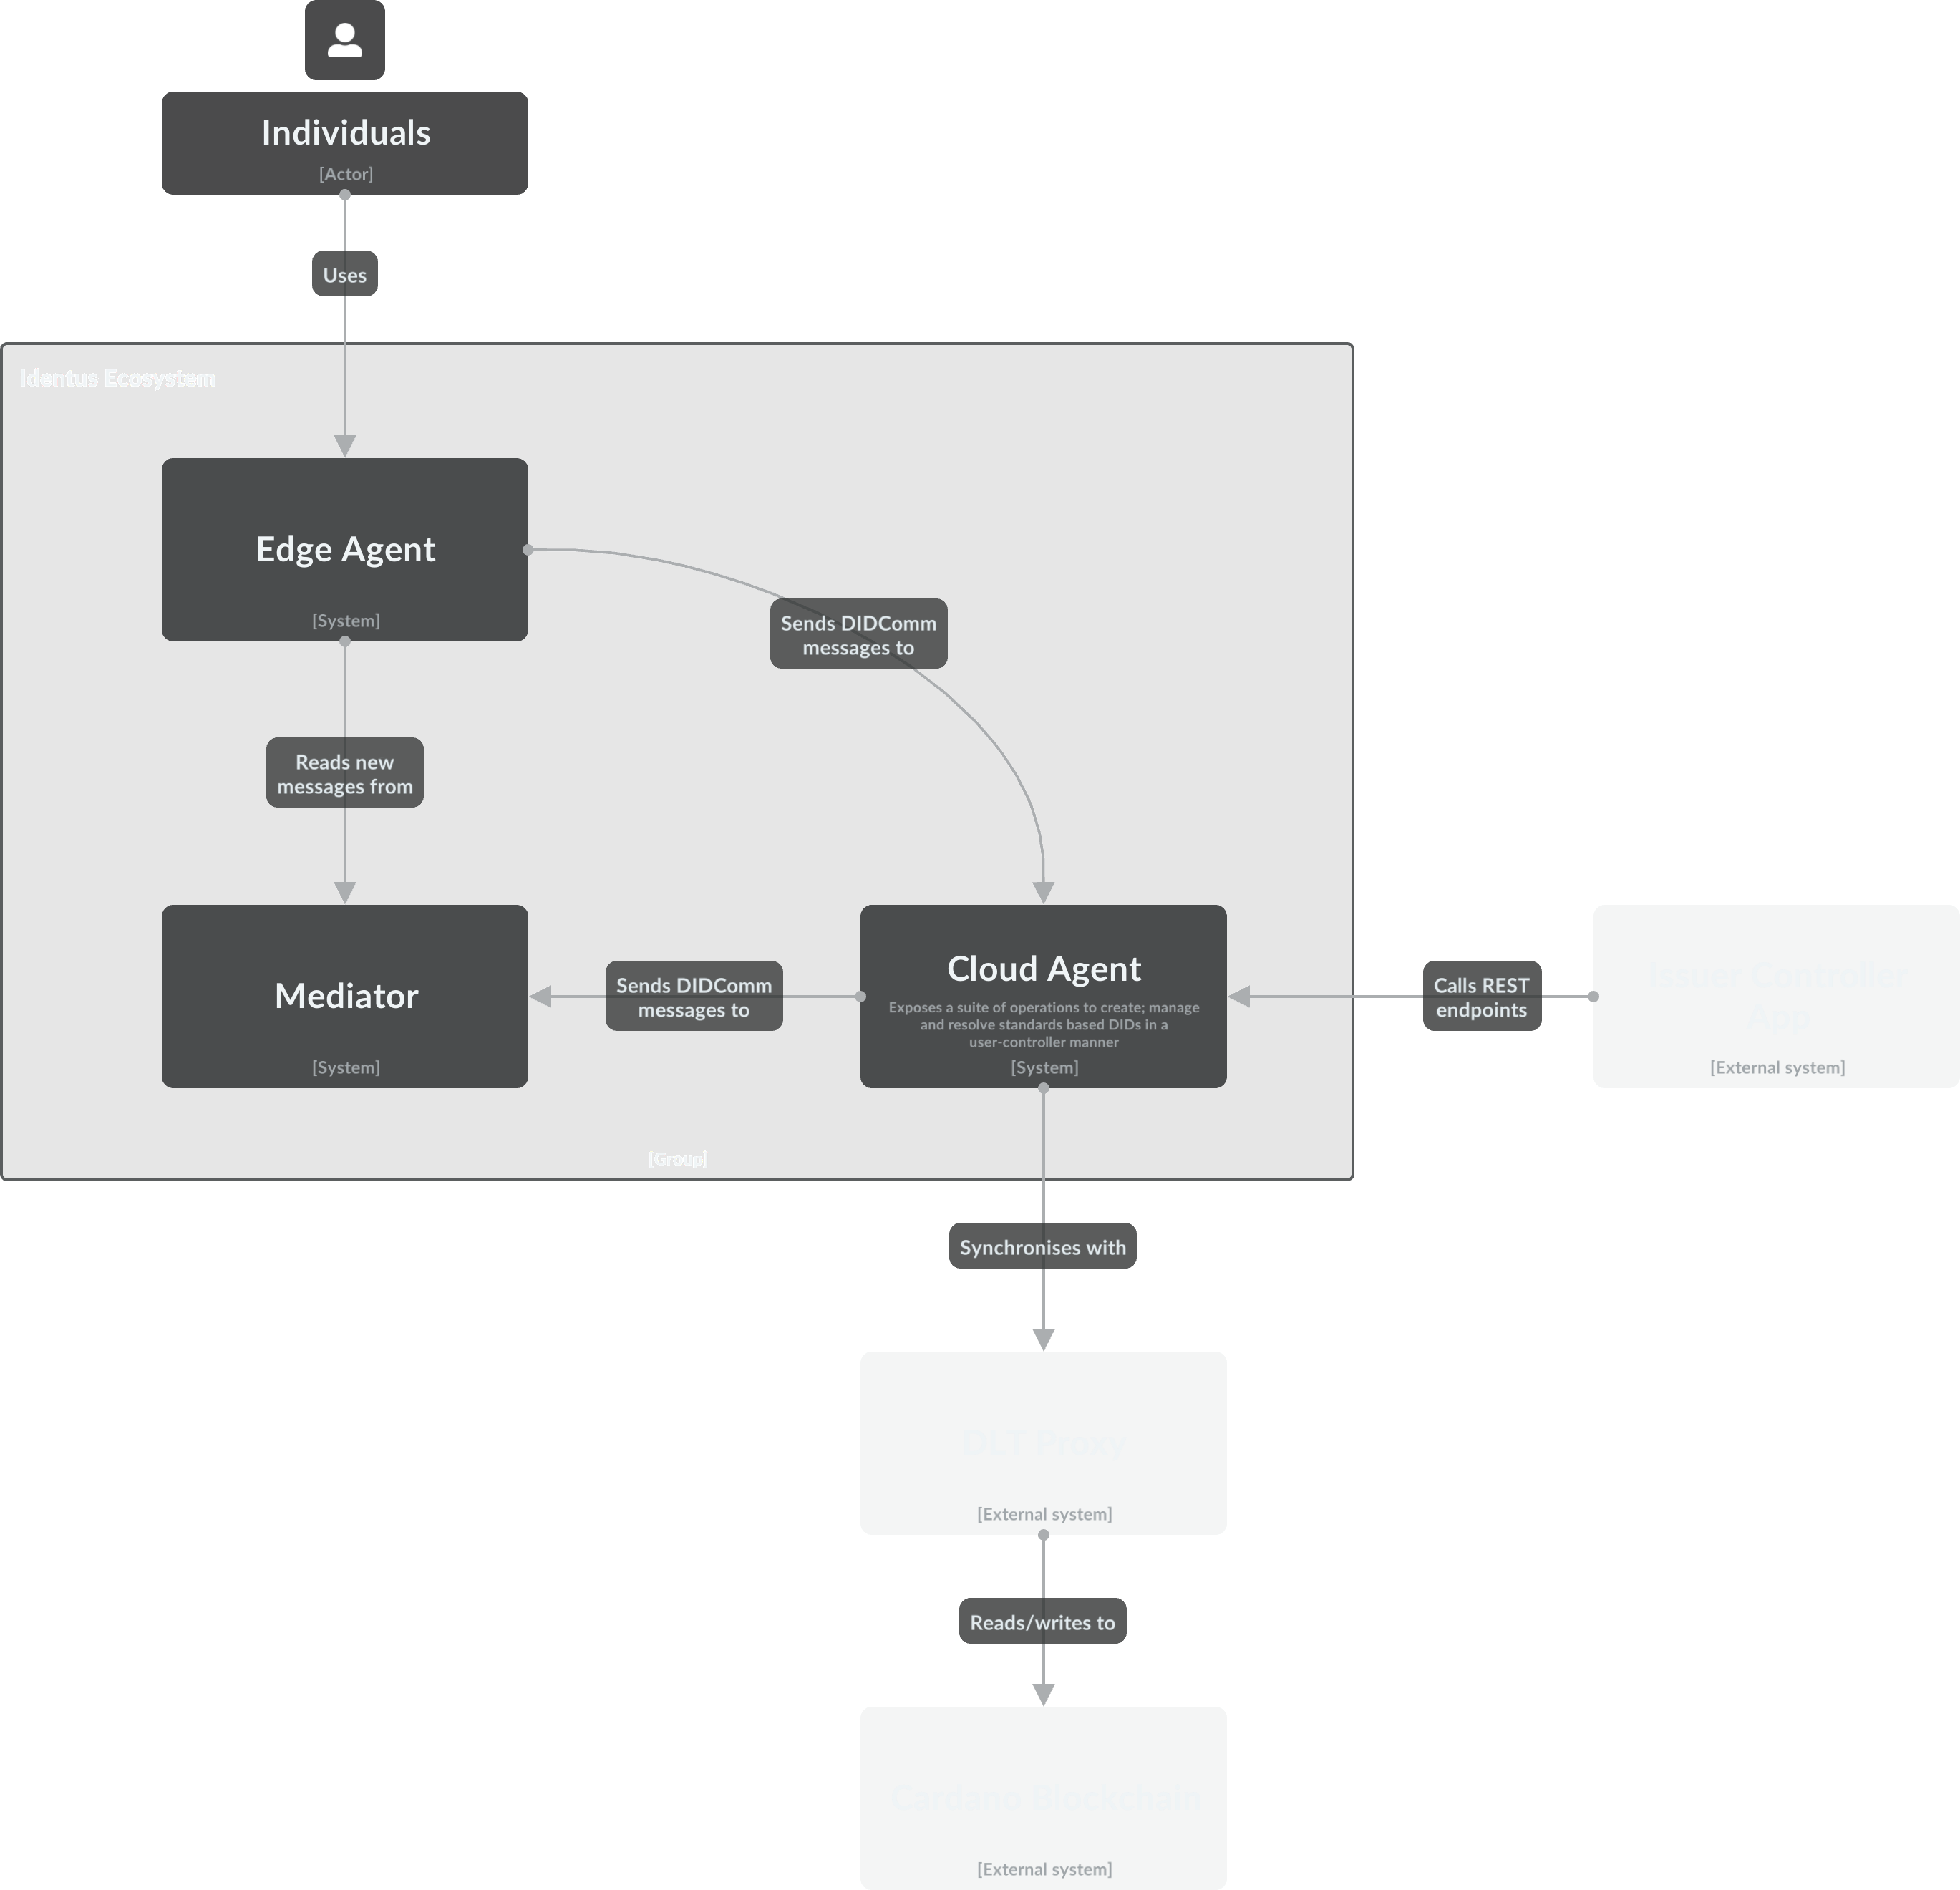 Individuals
[Actor]
Uses
Identus Ecosystem
Edge Agent
[System]
Sends DIDComm
messages to
Reads new
messages from
Mediator
[System]
Sends DIDComm
messages to
Cloud Agent
Exposes a suite of operations to create; manage
and resolve standards based DIDs in a
user-controller manner
[System]
Calls REST
endpoints
Controller
App
[External system]
[Group]
Synchronises with
DLT Proxy
[External system]
Reads/writes to
Cardano Blockchain
[External system]